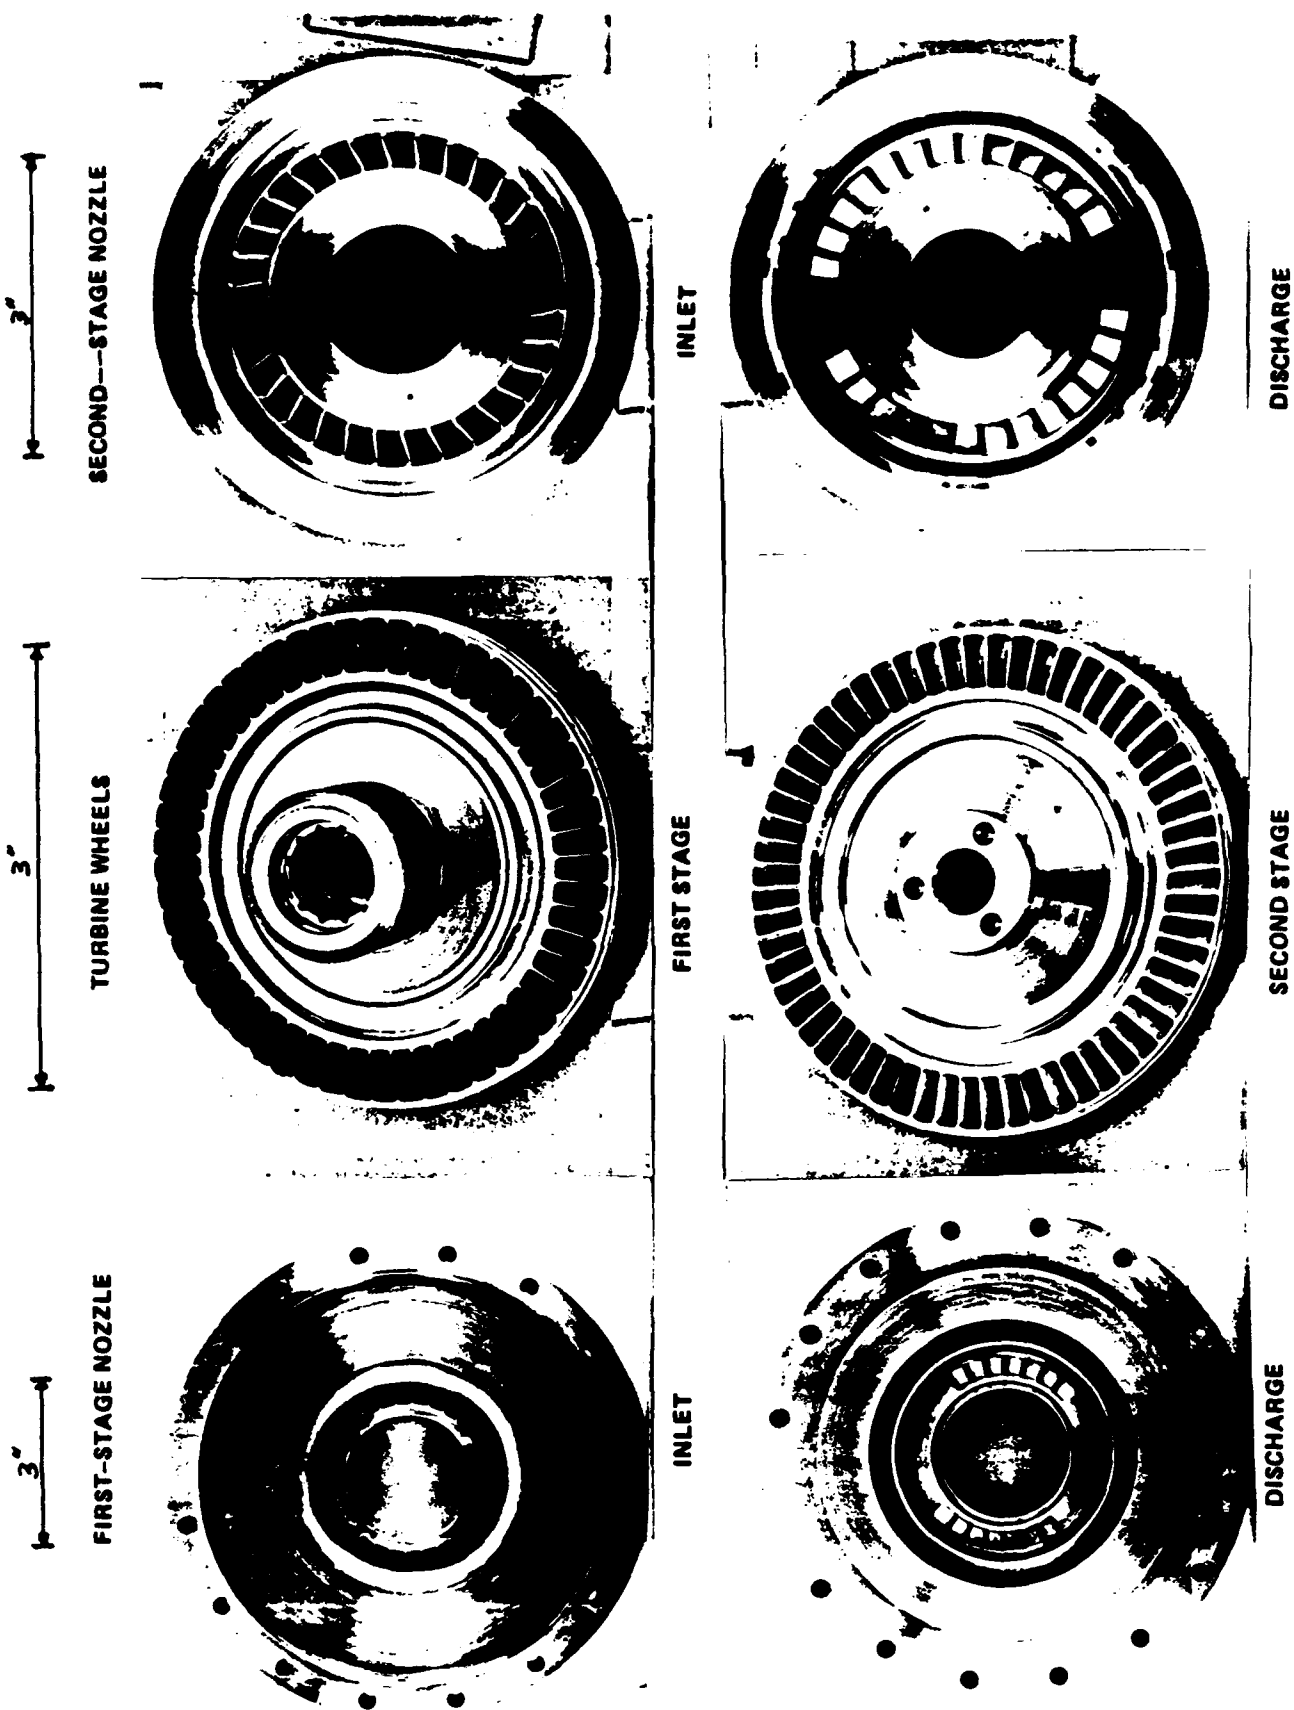 3"
FIRST-STAGE NOZZLE
INLET
DISCHARGE
3"
TURBINE WHEELS
FIRST STAGE
SECOND STAGE
3"
SECOND--STAGE NOZZLE
INLET
DISCHARGE